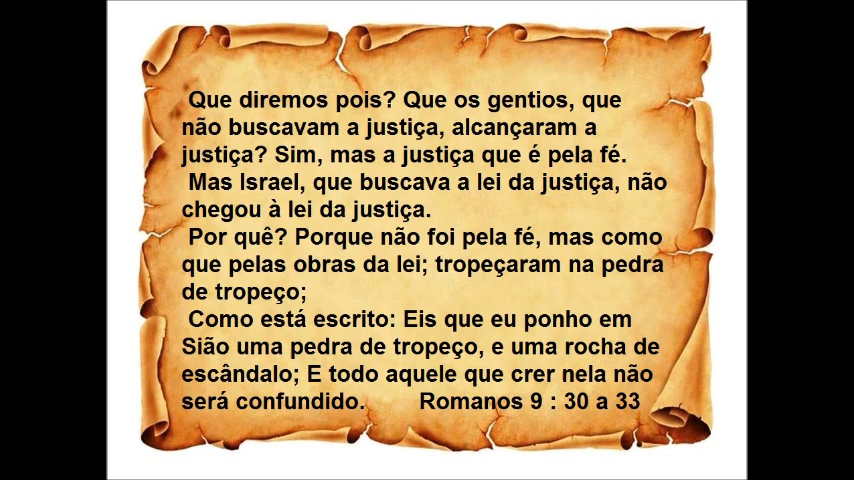 Que diremos pois? Que os gentios, que
não buscavam a justiça, alcançaram a
justiça? Sim, mas a justiça que é pela fé.
Mas Israel, que buscava a lei da justiça, não
chegou à lei da justiça.
Por quê? Porque não foi pela fé, mas como
que pelas obras da lei; tropeçaram na pedra
de tropeço;
Como está escrito: Eis que eu ponho em
Sião uma pedra de tropeço, e uma rocha de
escândalo; E todo aquele que crer nela não
será confundido. Romanos 9 : 30 a 33